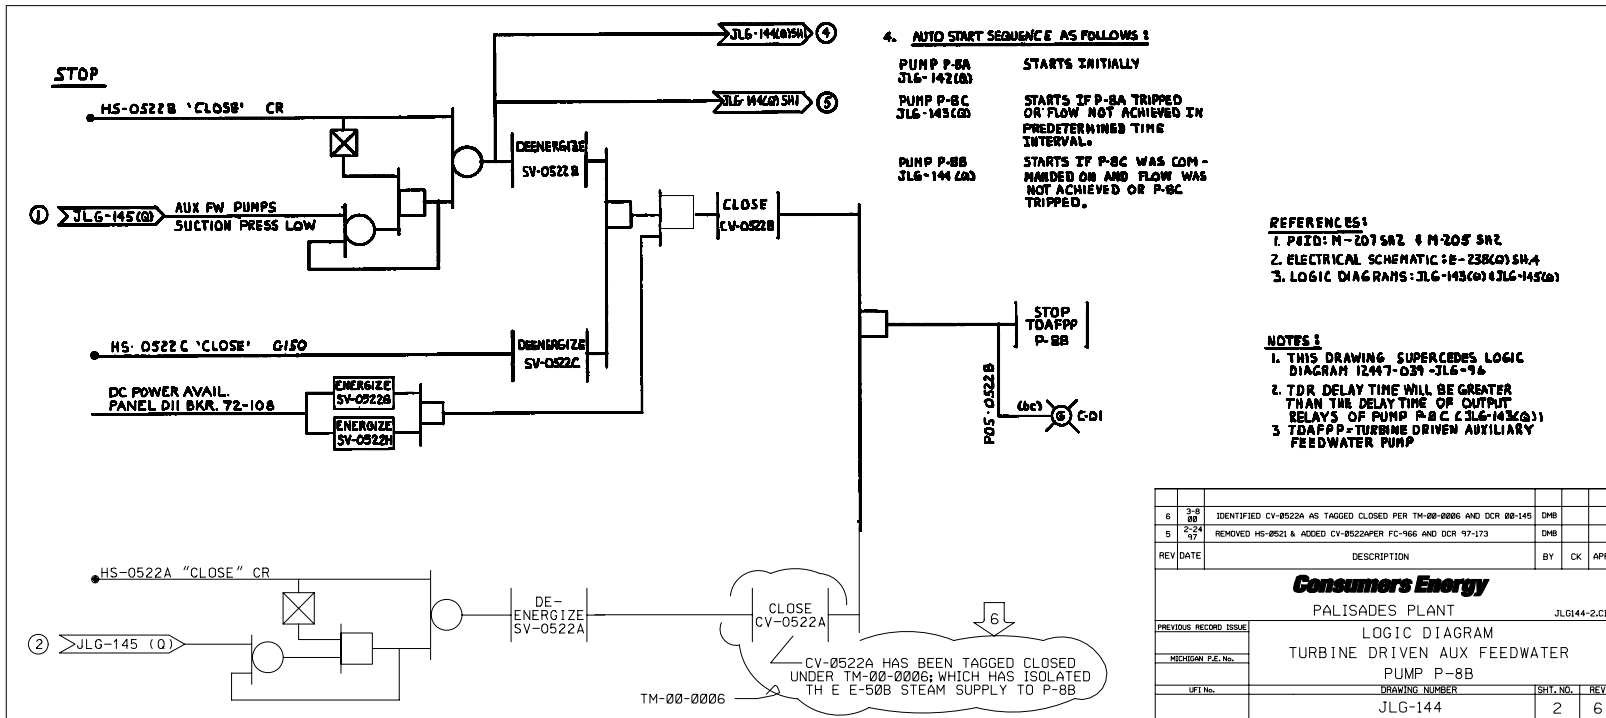 STOP
HS-0522B 'CLOSE' CR
1 JLG-145(Q)
AUX FW PUMPS
SUCTION PRESS LOW
JLG-144(Q)SH1 4
JLG-144(Q)SH1 5
DEENERGIZE
SV-0522B
CLOSE
CV-0522B
HS-0522C 'CLOSE' C150
DEENERGIZE
SV-0522C
DC POWER AVAIL.
PANEL D11 BKR. 72-108
ENERGIZE
SV-0522G
ENERGIZE
SV-0522H
STOP
TDAFPP
P-8B
POS-0522B
(bc) G C-01
4. AUTO START SEQUENCE AS FOLLOWS:
PUMP P-8A STARTS INITIALLY
JLG-142(Q)
PUMP P-8C STARTS IF P-8A TRIPPED
JLG-143(Q) OR FLOW NOT ACHIEVED IN
PREDETERMINED TIME
INTERVAL.
PUMP P-8B STARTS IF P-8C WAS COM-
JLG-144(Q) MANDED ON AND FLOW WAS
NOT ACHIEVED OR P-8C
TRIPPED.
REFERENCES:
1. P&ID: M-207 SH2 & M-205 SH2
2. ELECTRICAL SCHEMATIC: E-238(Q) SH.4
3. LOGIC DIAGRAMS: JLG-143(Q) & JLG-145(Q)
NOTES:
1. THIS DRAWING SUPERCEDES LOGIC
DIAGRAM 12447-039-JLG-96
2. TDR DELAY TIME WILL BE GREATER
THAN THE DELAY TIME OF OUTPUT
RELAYS OF PUMP P-8C (JLG-143(Q))
3 TDAFPP=TURBINE DRIVEN AUXILIARY
FEEDWATER PUMP
HS-0522A "CLOSE" CR
2 JLG-145 (Q)
DE-
ENERGIZE
SV-0522A
CLOSE
CV-0522A
6
CV-0522A HAS BEEN TAGGED CLOSED
UNDER TM-00-0006; WHICH HAS ISOLATED
TH E E-50B STEAM SUPPLY TO P-8B
TM-00-0006
6 3-8 00 IDENTIFIED CV-0522A AS TAGGED CLOSED PER TM-00-0006 AND DCR 00-145 DMB
5 2-24 97 REMOVED HS-0521 & ADDED CV-0522APER FC-966 AND DCR 97-173 DMB
REV DATE DESCRIPTION BY CK APP
Consumers Energy
PALISADES PLANT
JLG144-2.CI
PREVIOUS RECORD ISSUE
LOGIC DIAGRAM
TURBINE DRIVEN AUX FEEDWATER
PUMP P-8B
MICHIGAN P.E. No.
UFI No. DRAWING NUMBER SHT. NO. REV
JLG-144 2 6